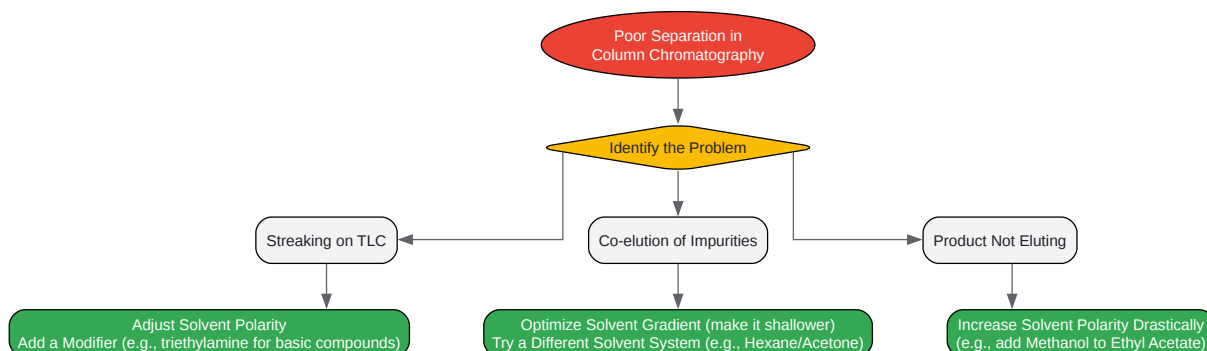 Poor Separation in
Column Chromatography
Identify the Problem
Streaking on TLC
Co-elution of Impurities
Product Not Eluting
Adjust Solvent Polarity
Add a Modifier (e.g., triethylamine for basic compounds)
Optimize Solvent Gradient (make it shallower)
Try a Different Solvent System (e.g., Hexane/Acetone)
Increase Solvent Polarity Drastically
(e.g., add Methanol to Ethyl Acetate)